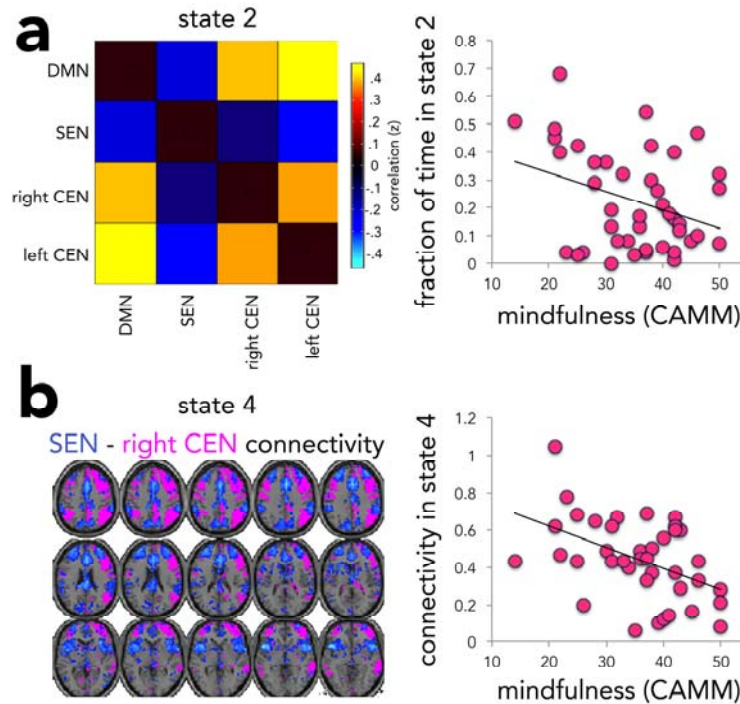 a
state 2
DMN
SEN
right CEN
left CEN
DMN
SEN
right CEN
left CEN
.4
.3
.2
.1
0
-.1
-.2
-.3
-.4
correlation (z)
fraction of time in state 2
0.8
0.7
0.6
0.5
0.4
0.3
0.2
0.1
0
10 20 30 40 50
mindfulness (CAMM)
b
state 4
SEN - right CEN connectivity
connectivity in state 4
1.2
1
0.8
0.6
0.4
0.2
0
10 20 30 40 50
mindfulness (CAMM)